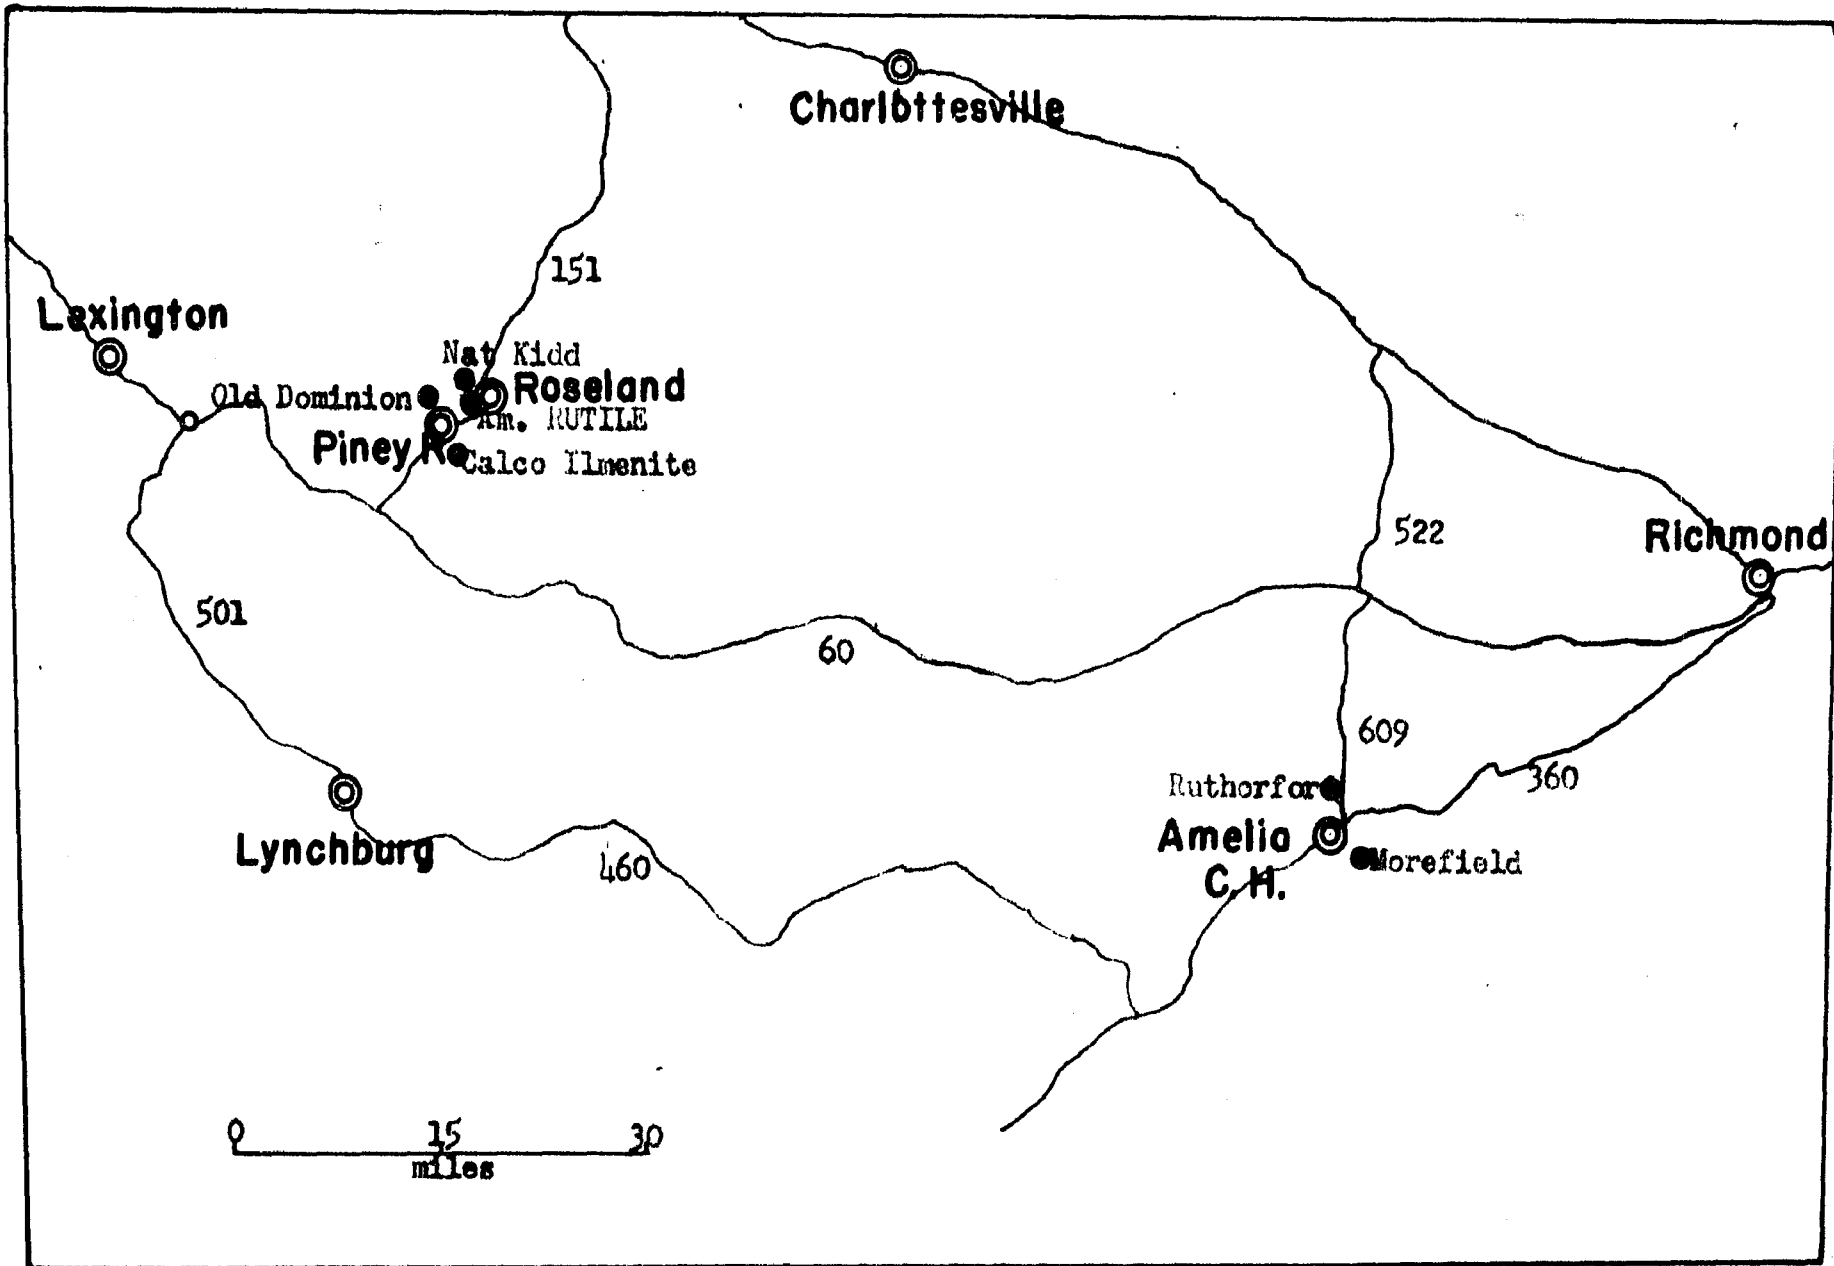 Charlottesville
151
Lexington
Nat Kidd
Old Dominion
Roseland
Am. RUTILE
Piney R.
Calco Ilmenite
522
Richmond
501
60
609
360
Rutherfor
Amelia
C.H.
Morefield
Lynchburg
460
0 15 30
miles